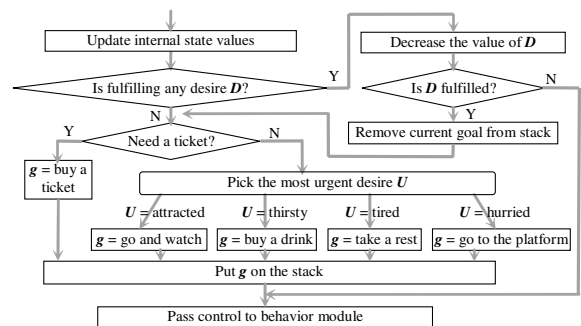 Update internal state values
Decrease the value of D
Is fulfilling any desire D?
Y
Is D fulfilled?
N
N
Y
Remove current goal from stack
Y
Need a ticket?
N
g = buy a
ticket
Pick the most urgent desire U
U = attracted
U = thirsty
U = tired
U = hurried
g = go and watch
g = buy a drink
g = take a rest
g = go to the platform
Put g on the stack
Pass control to behavior module